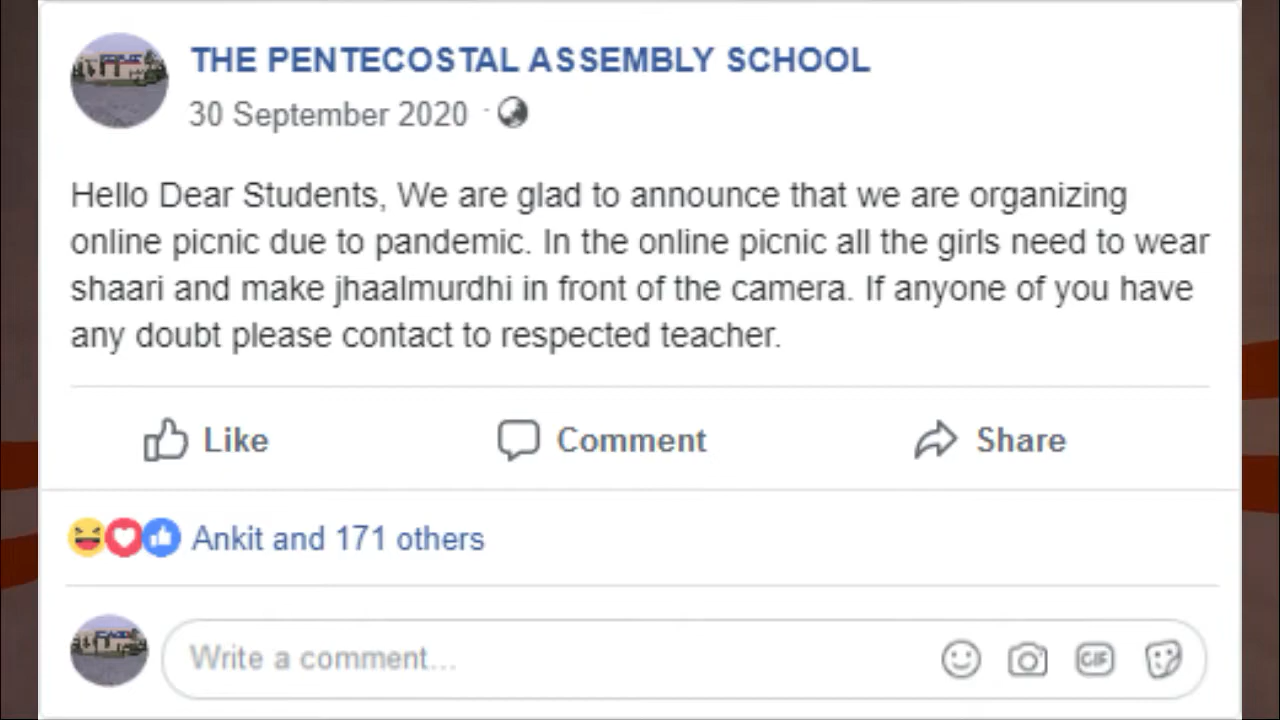 THE PENTECOSTAL ASSEMBLY SCHOOL
30 September 2020 ·
Hello Dear Students, We are glad to announce that we are organizing
online picnic due to pandemic. In the online picnic all the girls need to wear
shaari and make jhaalmurdhi in front of the camera. If anyone of you have
any doubt please contact to respected teacher.
Like Comment Share
Ankit and 171 others
Write a comment... GIF